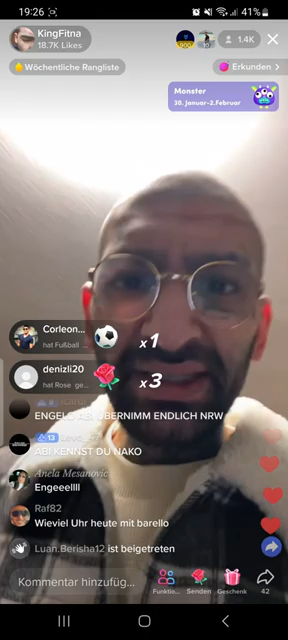 19:26
41%
KingFitna
18.7K Likes
1.4K
Wöchentliche Rangliste
Erkunden >
Monster
30. Januar-2.Februar
Corleon...
hat Fußball
x1
denizli20
hat Rose ge...
x3
ENGEL ABI ÜBERNIMM ENDLICH NRW
13
ABI KENNST DU NAKO
Anela Mesanovic
Engeeellll
Raf82
Wieviel Uhr heute mit barello
Luan.Berisha12 ist beigetreten
Kommentar hinzufüg...
Funktio...
Senden
Geschenk
42